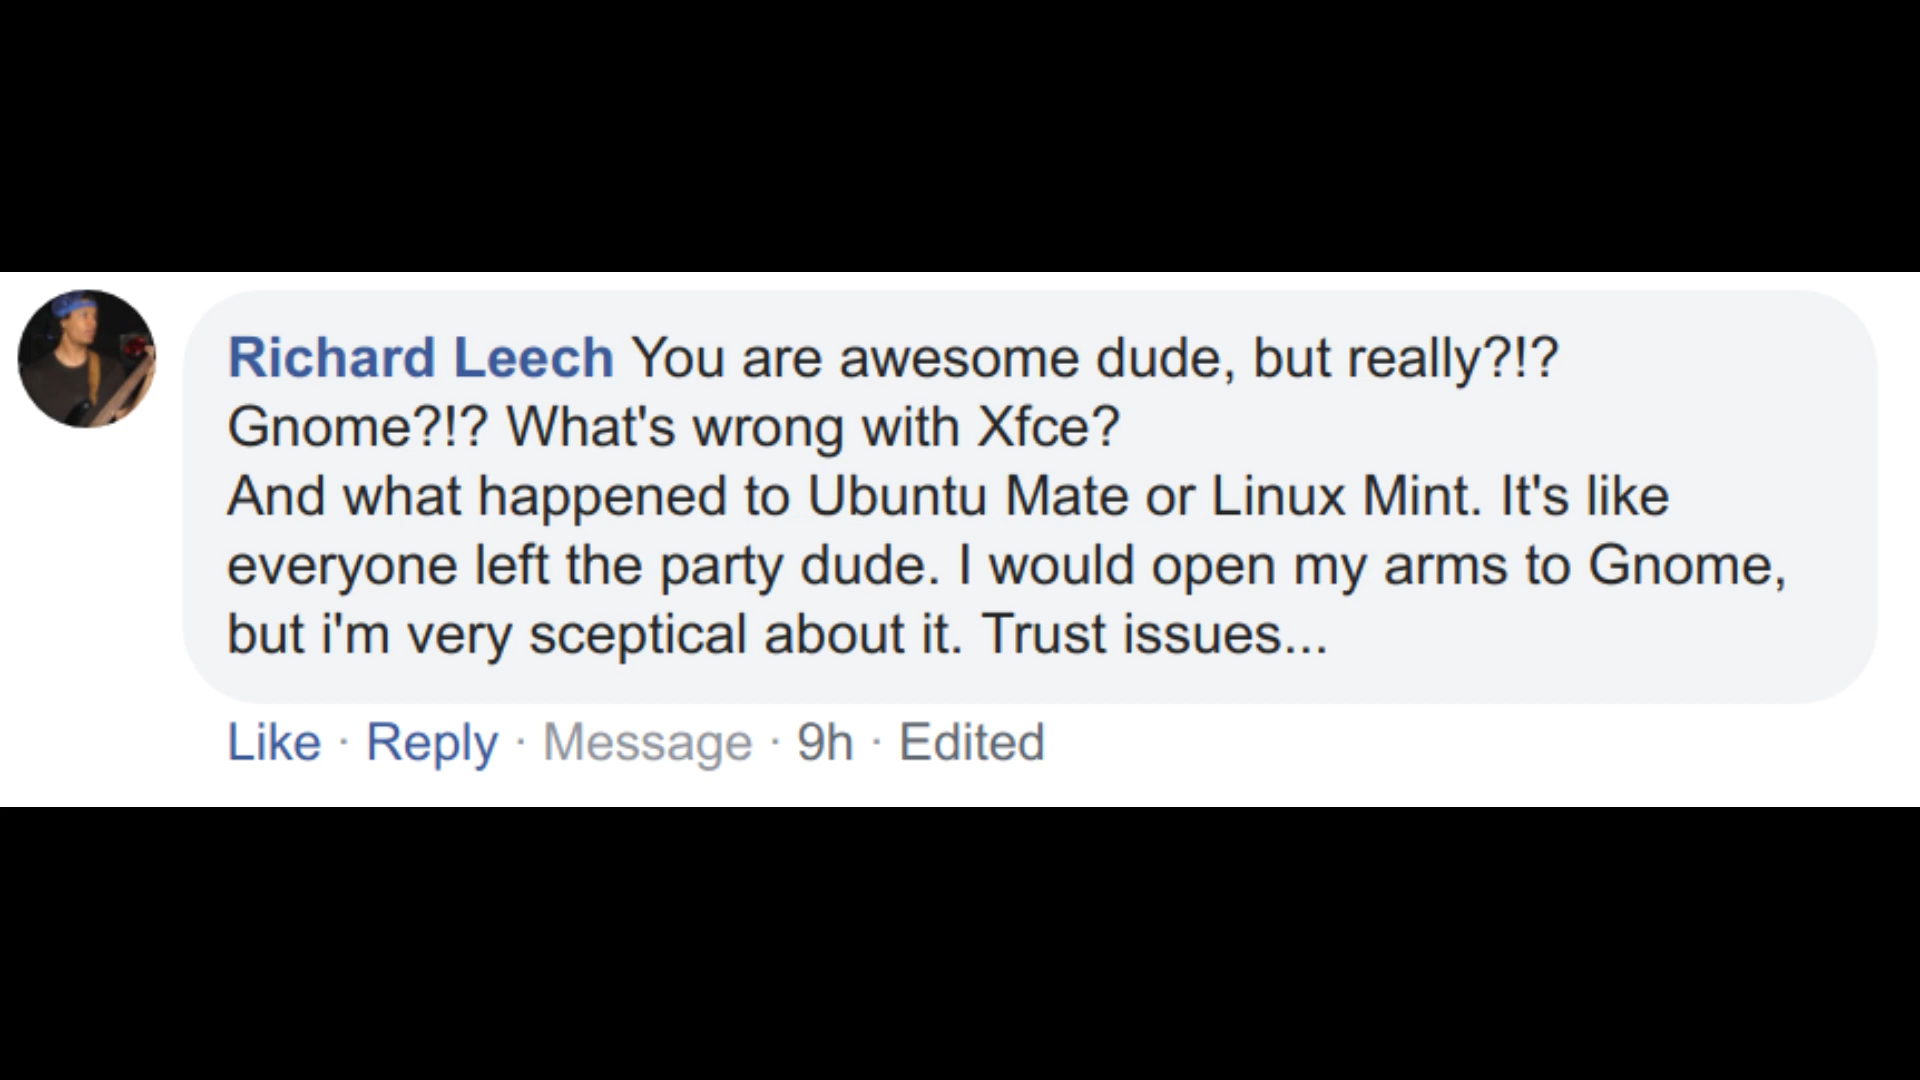 Richard Leech You are awesome dude, but really?!?
Gnome?!? What's wrong with Xfce?
And what happened to Ubuntu Mate or Linux Mint. It's like
everyone left the party dude. I would open my arms to Gnome,
but i'm very sceptical about it. Trust issues...
Like · Reply · Message · 9h · Edited